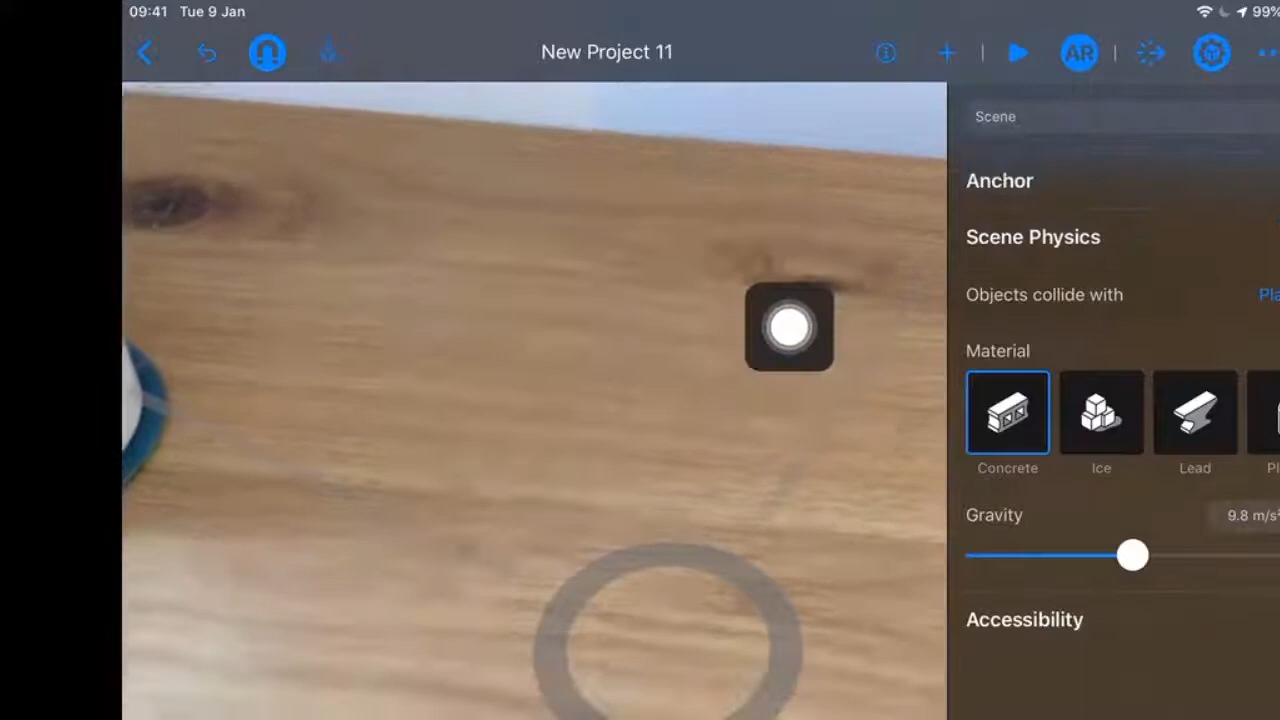 09:41 Tue 9 Jan
99%
New Project 11
AR
Scene
Anchor
Scene Physics
Objects collide with
Material
Concrete
Ice
Lead
Gravity
9.8 m/s²
Accessibility